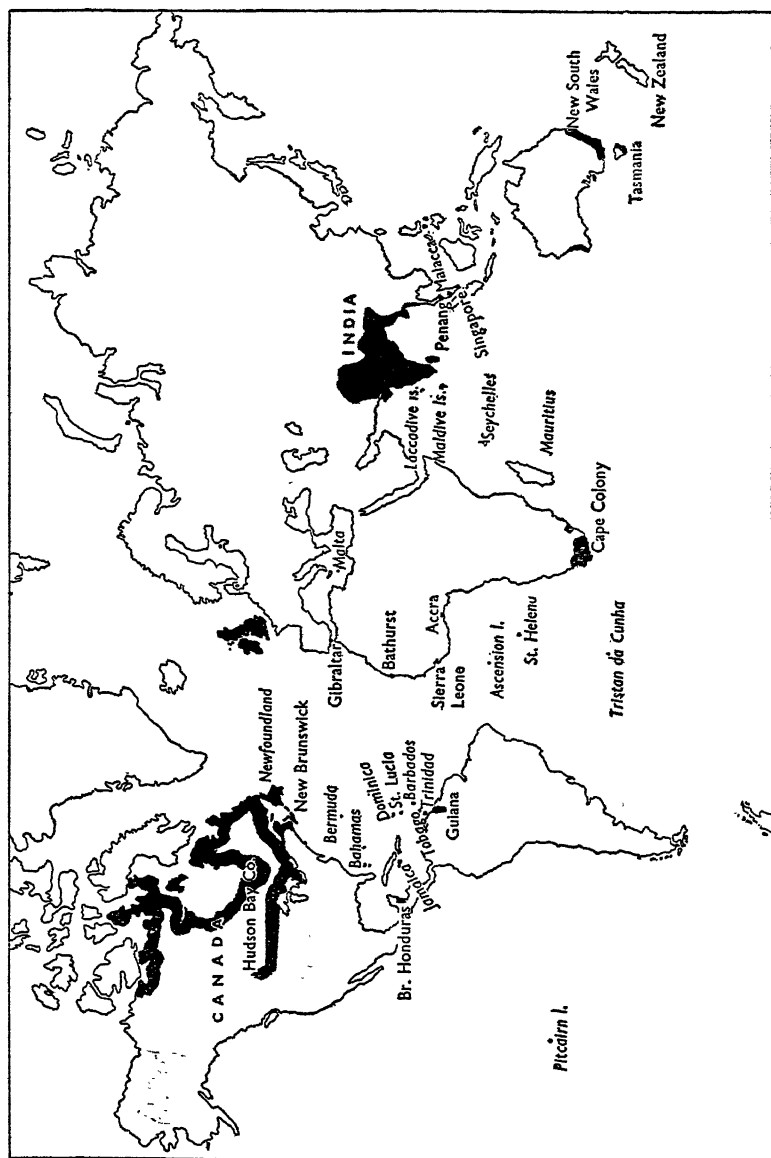 CANADA
Hudson Bay Co.
Newfoundland
New Brunswick
Bermuda
Bahamas
Dominica
St. Lucia
Barbados
Tobago
Trinidad
Jamaica
Br. Honduras
Guiana
Pitcairn I.
Gibraltar
Malta
Bathurst
Accra
Sierra
Leone
Ascension I.
St. Helena
Tristan da Cunha
Cape Colony
INDIA
Laccadive Is.
Maldive Is.
Seychelles
Mauritius
Penang
Malacca
Singapore
New South
Wales
Tasmania
New Zealand